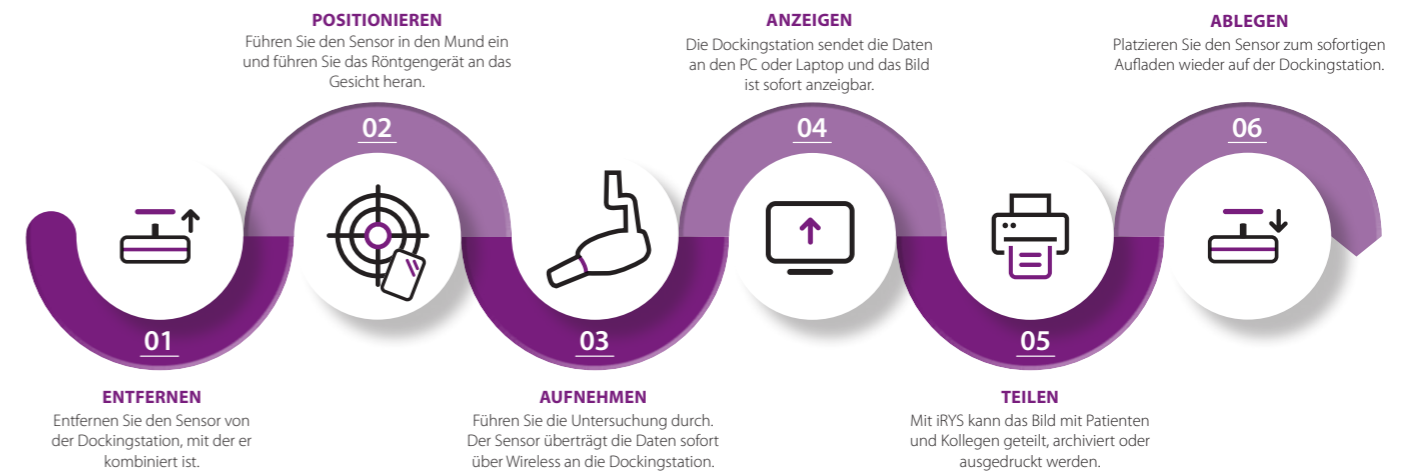 01
ENTFERNEN
Entfernen Sie den Sensor von
der Dockingstation, mit der er
kombiniert ist.
POSITIONIEREN
Führen Sie den Sensor in den Mund ein
und führen Sie das Röntgengerät an das
Gesicht heran.
02
03
AUFNEHMEN
Führen Sie die Untersuchung durch.
Der Sensor überträgt die Daten sofort
über Wireless an die Dockingstation.
ANZEIGEN
Die Dockingstation sendet die Daten
an den PC oder Laptop und das Bild
ist sofort anzeigbar.
04
05
TEILEN
Mit iRYS kann das Bild mit Patienten
und Kollegen geteilt, archiviert oder
ausgedruckt werden.
ABLEGEN
Platzieren Sie den Sensor zum sofortigen
Aufladen wieder auf der Dockingstation.
06